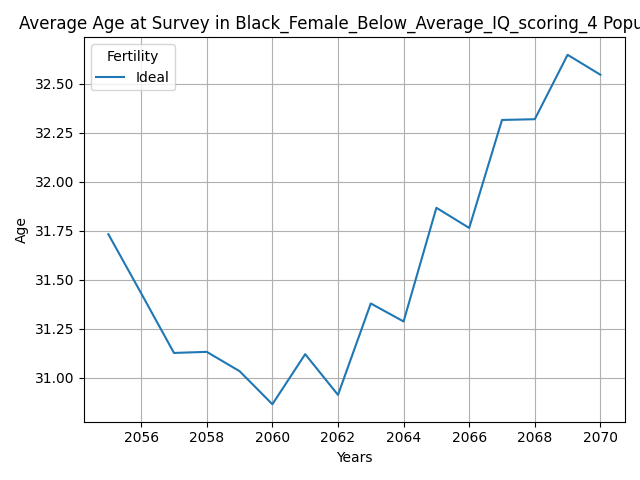 Average Age at Survey in Black_Female_Below_Average_IQ_scoring_4 Popu
Fertility
Ideal
32.50
32.25
32.00
31.75
31.50
31.25
31.00
Age
2056 2058 2060 2062 2064 2066 2068 2070
Years